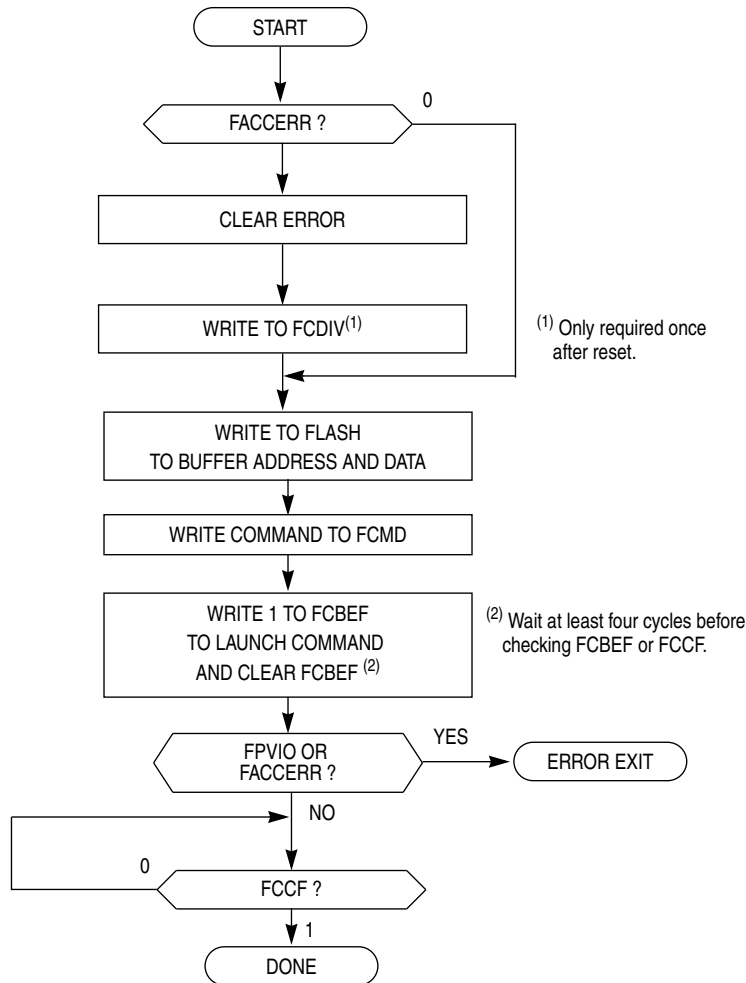 START
0
FACCERR ?
CLEAR ERROR
WRITE TO FCDIV(1)
(1) Only required once
after reset.
WRITE TO FLASH
TO BUFFER ADDRESS AND DATA
WRITE COMMAND TO FCMD
WRITE 1 TO FCBEF
TO LAUNCH COMMAND
AND CLEAR FCBEF (2)
(2) Wait at least four cycles before
checking FCBEF or FCCF.
FPVIO OR
FACCERR ?
YES
ERROR EXIT
NO
0
FCCF ?
1
DONE